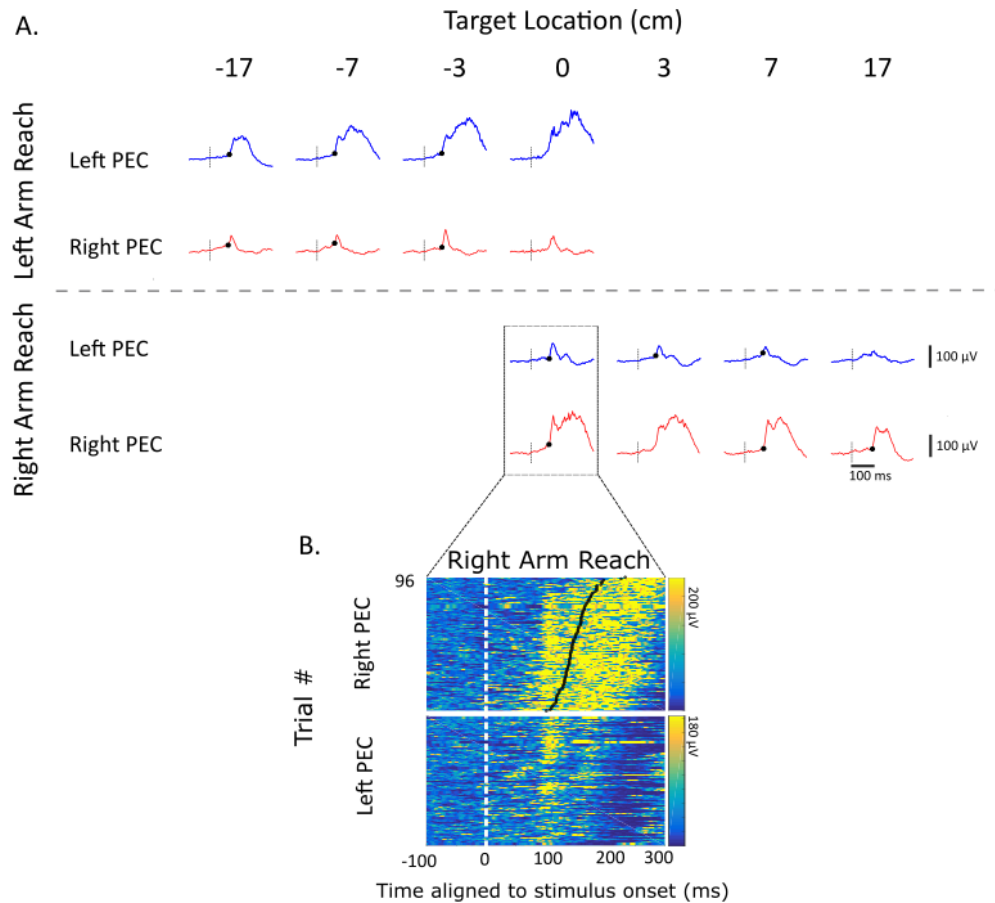 A.
Target Location (cm)
-17 -7 -3 0 3 7 17
Left Arm Reach
Left PEC
Right PEC
Right Arm Reach
Left PEC
100 µV
Right PEC
100 µV
100 ms
B.
Right Arm Reach
96
Trial #
Right PEC
200 µV
Left PEC
180 µV
-100 0 100 200 300
Time aligned to stimulus onset (ms)